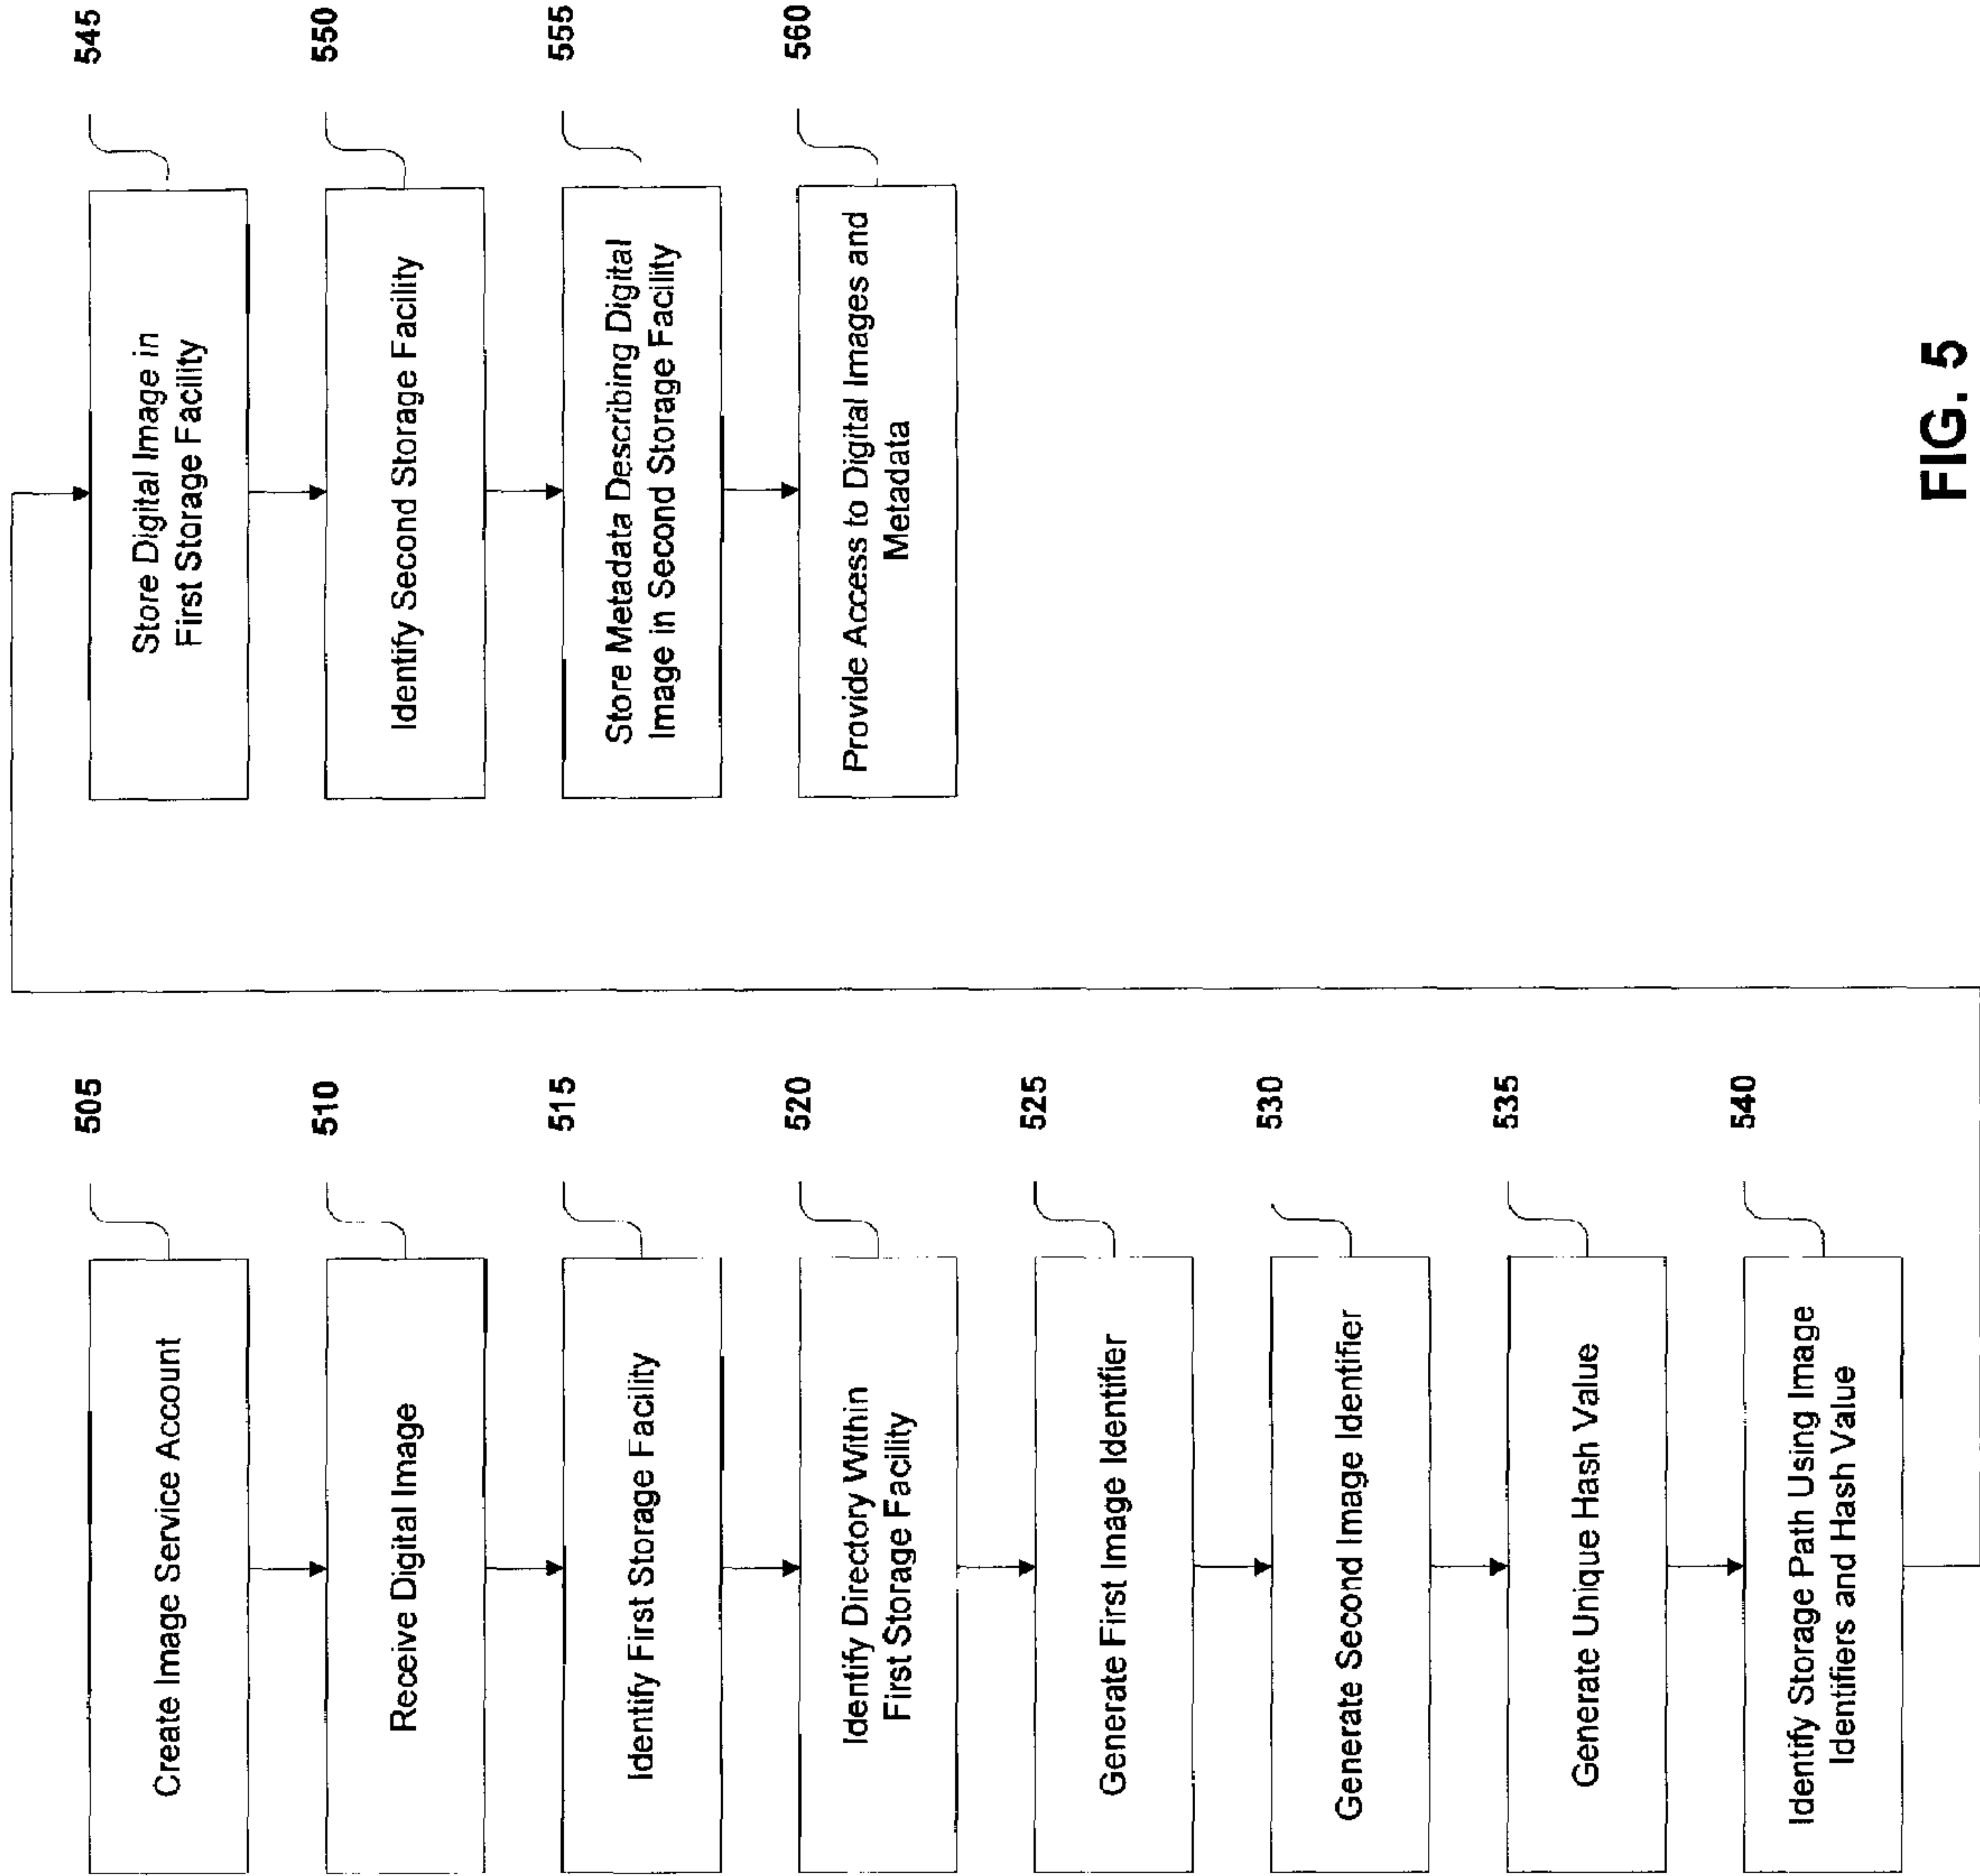 Create Image Service Account
505
Receive Digital Image
510
Identify First Storage Facility
515
Identify Directory Within
First Storage Facility
520
Generate First Image Identifier
525
Generate Second Image Identifier
530
Generate Unique Hash Value
535
Identify Storage Path Using Image
Identifiers and Hash Value
540
Store Digital Image in
First Storage Facility
545
Identify Second Storage Facility
550
Store Metadata Describing Digital
Image in Second Storage Facility
555
Provide Access to Digital Images and
Metadata
560
FIG. 5